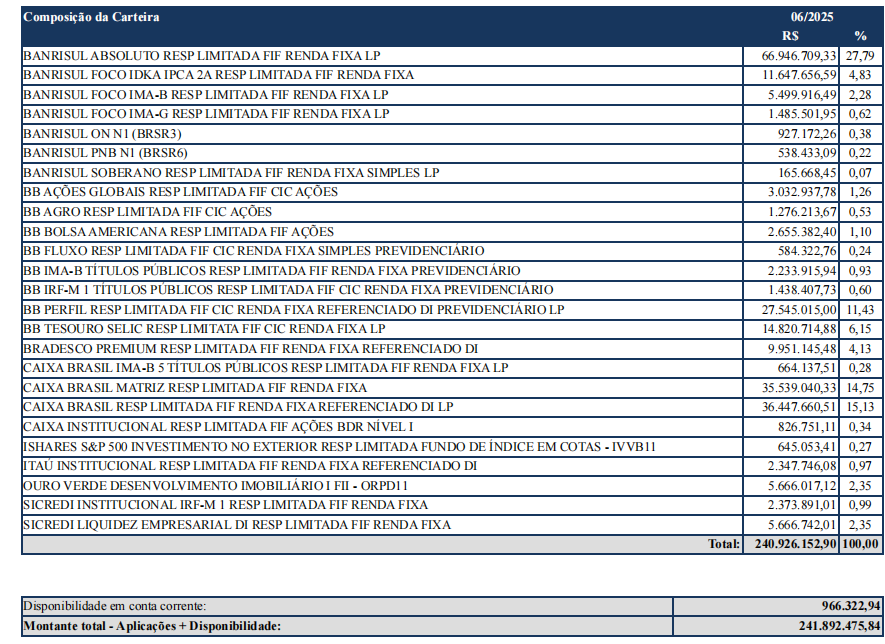 Composição da Carteira 06/2025
R$ %
BANRISUL ABSOLUTO RESP LIMITADA FIF RENDA FIXA LP 66.946.709,33 27,79
BANRISUL FOCO IDKA IPCA 2A RESP LIMITADA FIF RENDA FIXA 11.647.656,59 4,83
BANRISUL FOCO IMA-B RESP LIMITADA FIF RENDA FIXA LP 5.499.916,49 2,28
BANRISUL FOCO IMA-G RESP LIMITADA FIF RENDA FIXA LP 1.485.501,95 0,62
BANRISUL ON N1 (BRSR3) 927.172,26 0,38
BANRISUL PNB N1 (BRSR6) 538.433,09 0,22
BANRISUL SOBERANO RESP LIMITADA FIF RENDA FIXA SIMPLES LP 165.668,45 0,07
BB AÇÕES GLOBAIS RESP LIMITADA FIF CIC AÇÕES 3.032.937,78 1,26
BB AGRO RESP LIMITADA FIF CIC AÇÕES 1.276.213,67 0,53
BB BOLSA AMERICANA RESP LIMITADA FIF AÇÕES 2.655.382,40 1,10
BB FLUXO RESP LIMITADA FIF CIC RENDA FIXA SIMPLES PREVIDENCIÁRIO 584.322,76 0,24
BB IMA-B TÍTULOS PÚBLICOS RESP LIMITADA FIF RENDA FIXA PREVIDENCIÁRIO 2.233.915,94 0,93
BB IRF-M 1 TÍTULOS PÚBLICOS RESP LIMITADA FIF CIC RENDA FIXA PREVIDENCIÁRIO 1.438.407,73 0,60
BB PERFIL RESP LIMITADA FIF CIC RENDA FIXA REFERENCIADO DI PREVIDENCIÁRIO LP 27.545.015,00 11,43
BB TESOURO SELIC RESP LIMITATA FIF CIC RENDA FIXA LP 14.820.714,88 6,15
BRADESCO PREMIUM RESP LIMITADA FIF RENDA FIXA REFERENCIADO DI 9.951.145,48 4,13
CAIXA BRASIL IMA-B 5 TÍTULOS PÚBLICOS RESP LIMITADA FIF RENDA FIXA LP 664.137,51 0,28
CAIXA BRASIL MATRIZ RESP LIMITADA FIF RENDA FIXA 35.539.040,33 14,75
CAIXA BRASIL RESP LIMITADA FIF RENDA FIXA REFERENCIADO DI LP 36.447.660,51 15,13
CAIXA INSTITUCIONAL RESP LIMITADA FIF AÇÕES BDR NÍVEL I 826.751,11 0,34
ISHARES S&P 500 INVESTIMENTO NO EXTERIOR RESP LIMITADA FUNDO DE ÍNDICE EM COTAS - IVVB11 645.053,41 0,27
ITAÚ INSTITUCIONAL RESP LIMITADA FIF RENDA FIXA REFERENCIADO DI 2.347.746,08 0,97
OURO VERDE DESENVOLVIMENTO IMOBILIÁRIO I FII - ORPD11 5.666.017,12 2,35
SICREDI INSTITUCIONAL IRF-M 1 RESP LIMITADA FIF RENDA FIXA 2.373.891,01 0,99
SICREDI LIQUIDEZ EMPRESARIAL DI RESP LIMITADA FIF RENDA FIXA 5.666.742,01 2,35
Total: 240.926.152,90 100,00
Disponibilidade em conta corrente: 966.322,94
Montante total - Aplicações + Disponibilidade: 241.892.475,84